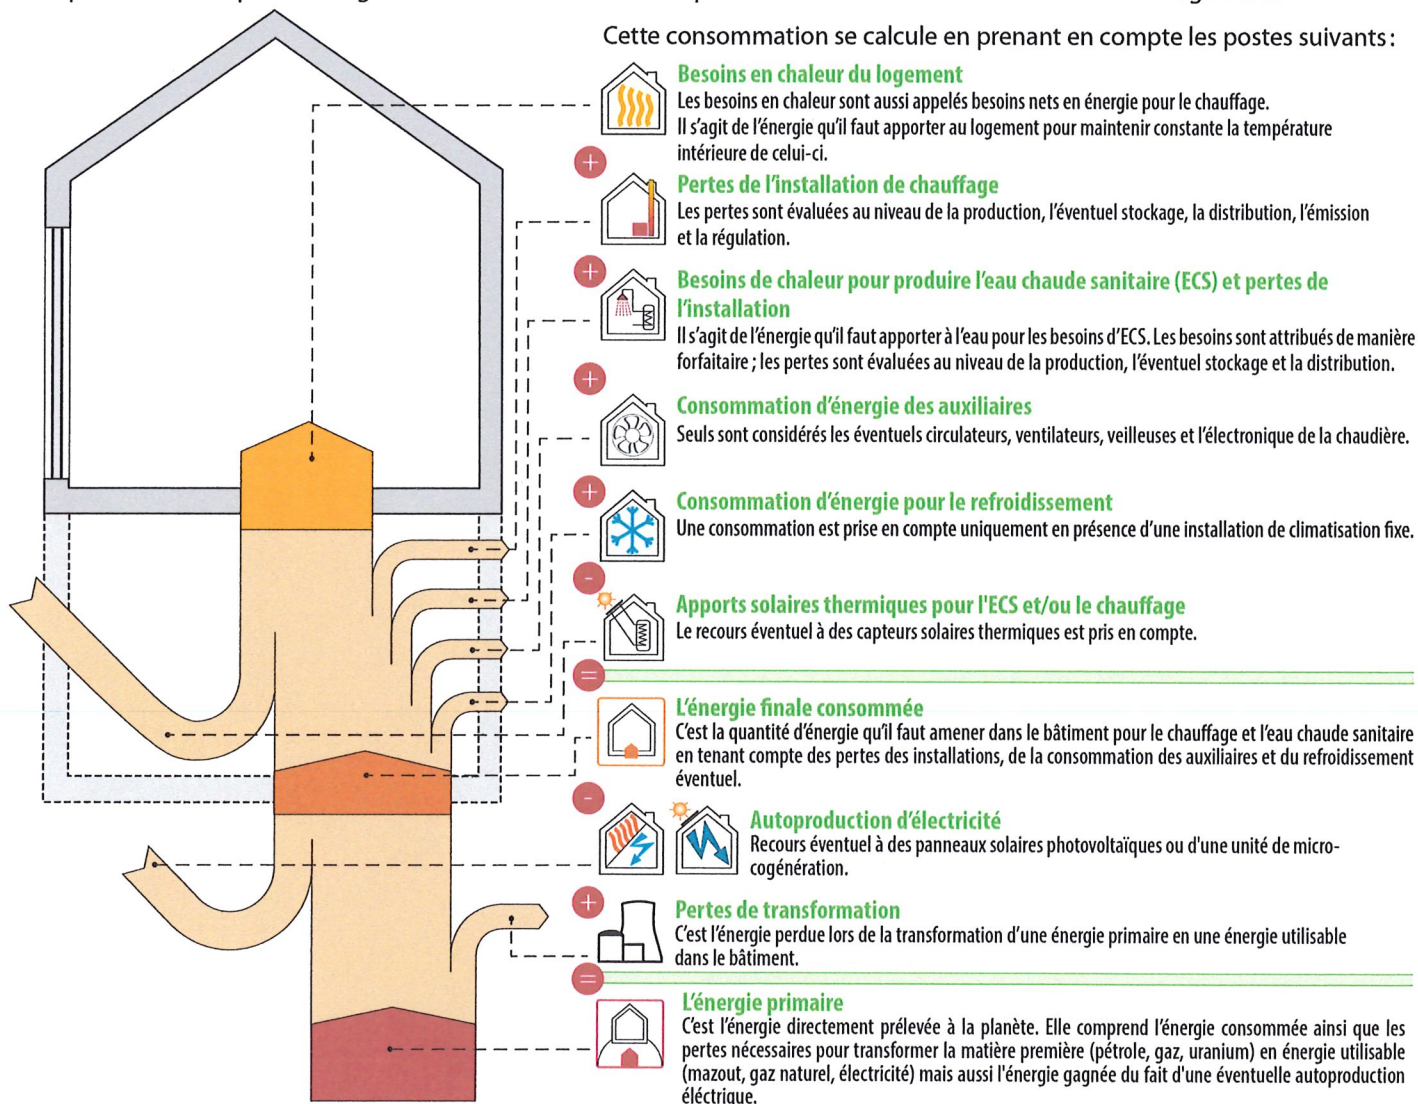 Cette consommation se calcule en prenant en compte les postes suivants :
Besoins en chaleur du logement
Les besoins en chaleur sont aussi appelés besoins nets en énergie pour le chauffage.
Il s'agit de l'énergie qu'il faut apporter au logement pour maintenir constante la température
intérieure de celui-ci.
+
Pertes de l'installation de chauffage
Les pertes sont évaluées au niveau de la production, l'éventuel stockage, la distribution, l'émission
et la régulation.
+
Besoins de chaleur pour produire l'eau chaude sanitaire (ECS) et pertes de
l'installation
Il s'agit de l'énergie qu'il faut apporter à l'eau pour les besoins d'ECS. Les besoins sont attribués de manière
forfaitaire ; les pertes sont évaluées au niveau de la production, l'éventuel stockage et la distribution.
+
Consommation d'énergie des auxiliaires
Seuls sont considérés les éventuels circulateurs, ventilateurs, veilleuses et l'électronique de la chaudière.
+
Consommation d'énergie pour le refroidissement
Une consommation est prise en compte uniquement en présence d'une installation de climatisation fixe.
-
Apports solaires thermiques pour l'ECS et/ou le chauffage
Le recours éventuel à des capteurs solaires thermiques est pris en compte.
=
L'énergie finale consommée
C'est la quantité d'énergie qu'il faut amener dans le bâtiment pour le chauffage et l'eau chaude sanitaire
en tenant compte des pertes des installations, de la consommation des auxiliaires et du refroidissement
éventuel.
-
Autoproduction d'électricité
Recours éventuel à des panneaux solaires photovoltaïques ou d'une unité de micro-
cogénération.
+
Pertes de transformation
C'est l'énergie perdue lors de la transformation d'une énergie primaire en une énergie utilisable
dans le bâtiment.
=
L'énergie primaire
C'est l'énergie directement prélevée à la planète. Elle comprend l'énergie consommée ainsi que les
pertes nécessaires pour transformer la matière première (pétrole, gaz, uranium) en énergie utilisable
(mazout, gaz naturel, électricité) mais aussi l'énergie gagnée du fait d'une éventuelle autoproduction
éléctrique.